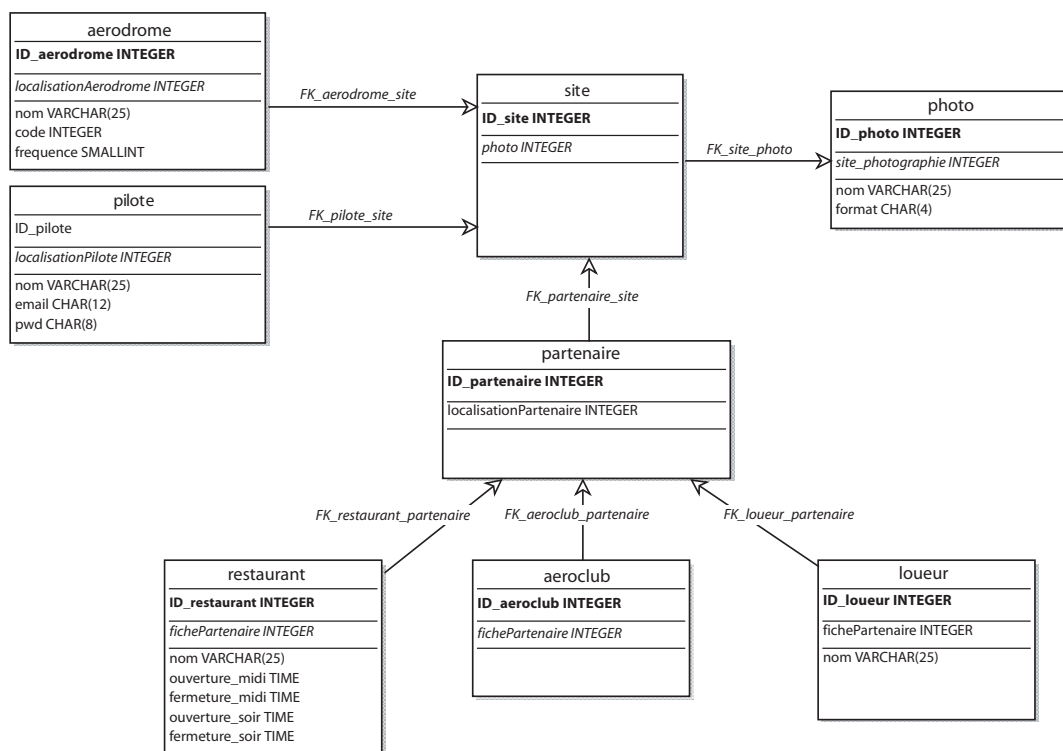 aerodrome
ID_aerodrome INTEGER
localisationAerodrome INTEGER
nom VARCHAR(25)
code INTEGER
frequence SMALLINT
FK_aerodrome_site
site
ID_site INTEGER
photo INTEGER
FK_site_photo
photo
ID_photo INTEGER
site_photographie INTEGER
nom VARCHAR(25)
format CHAR(4)
pilote
ID_pilote
localisationPilote INTEGER
nom VARCHAR(25)
email CHAR(12)
pwd CHAR(8)
FK_pilote_site
FK_partenaire_site
partenaire
ID_partenaire INTEGER
localisationPartenaire INTEGER
FK_restaurant_partenaire
FK_aeroclub_partenaire
FK_loueur_partenaire
restaurant
ID_restaurant INTEGER
fichePartenaire INTEGER
nom VARCHAR(25)
ouverture_midi TIME
fermeture_midi TIME
ouverture_soir TIME
fermeture_soir TIME
aeroclub
ID_aeroclub INTEGER
fichePartenaire INTEGER
loueur
ID_loueur INTEGER
fichePartenaire INTEGER
nom VARCHAR(25)